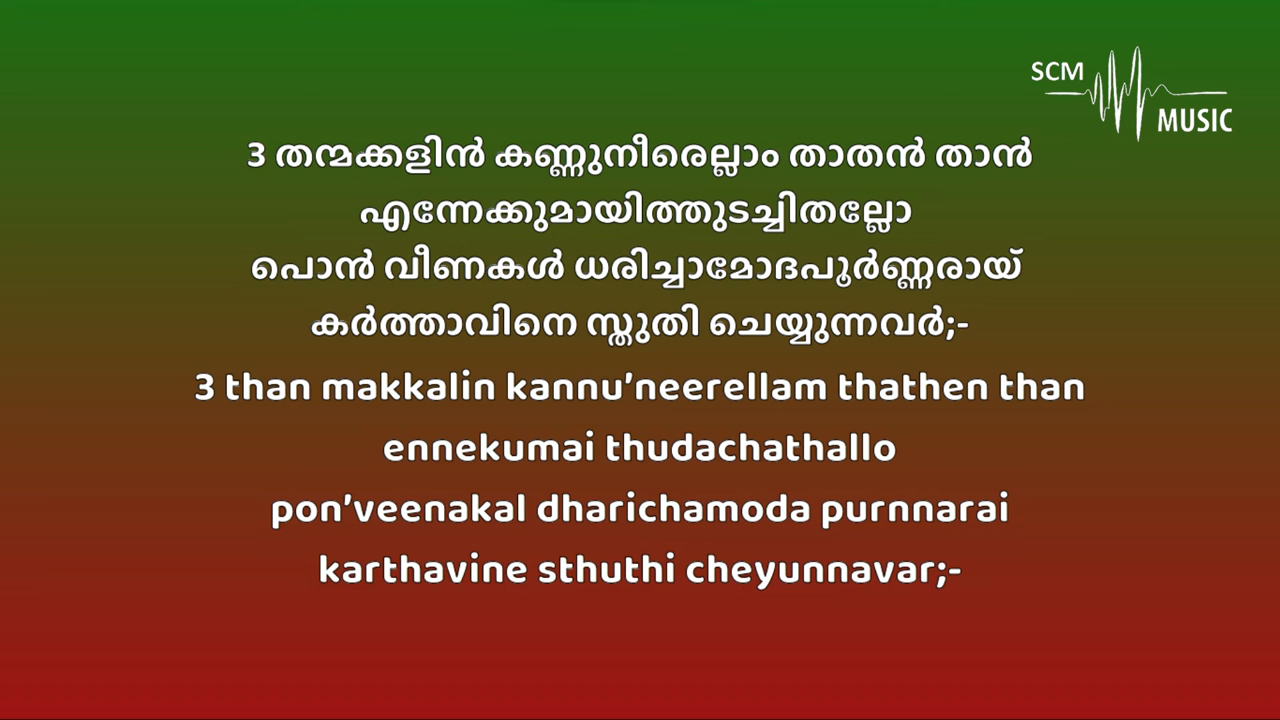 SCM
MUSIC
3 തന്മക്കളിൻ കണ്ണുനീരെല്ലാം താതൻ താൻ
എന്നേക്കുമായിത്തുടച്ചിതല്ലോ
പൊൻ വീണകൾ ധരിച്ചാമോദപൂർണ്ണരായ്
കർത്താവിനെ സ്തുതി ചെയ്യുന്നവർ;-
3 than makkalin kannu’neerellam thathen than
ennekumai thudachathallo
pon’veenakal dharichamoda purnnarai
karthavine sthuthi cheyunnavar;-